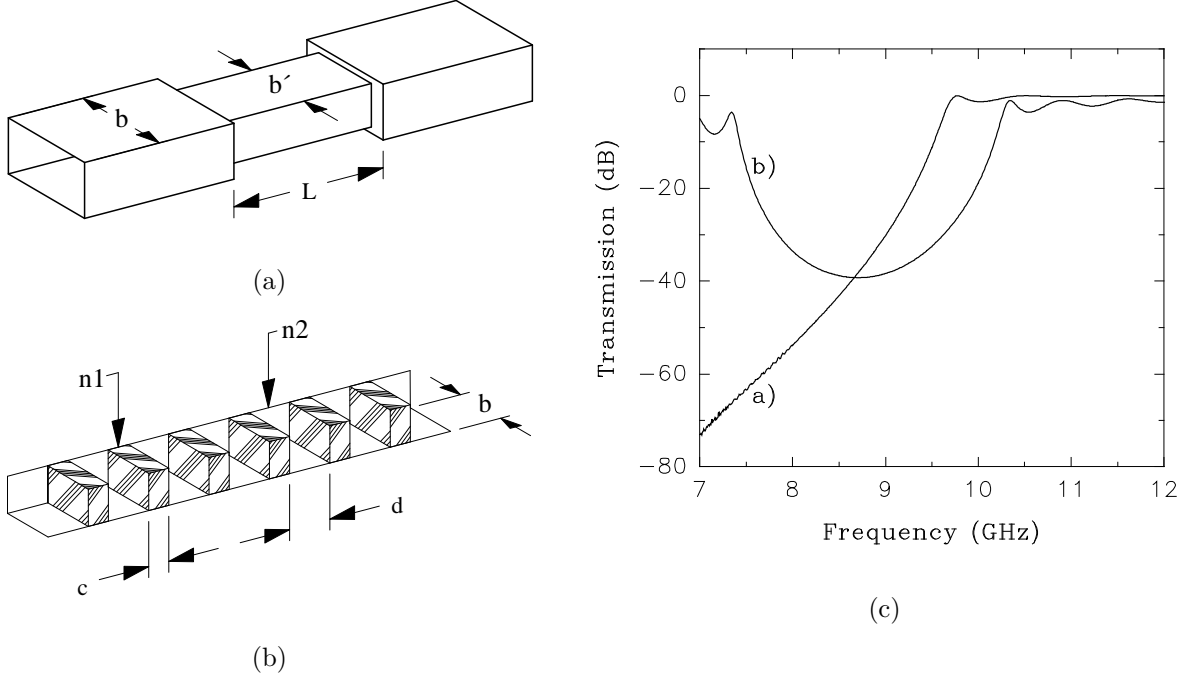 b
b´
L
(a)
n1
n2
b
d
c
(b)
Transmission (dB)
0
−20
−40
−60
−80
b)
a)
7 8 9 10 11 12
Frequency (GHz)
(c)